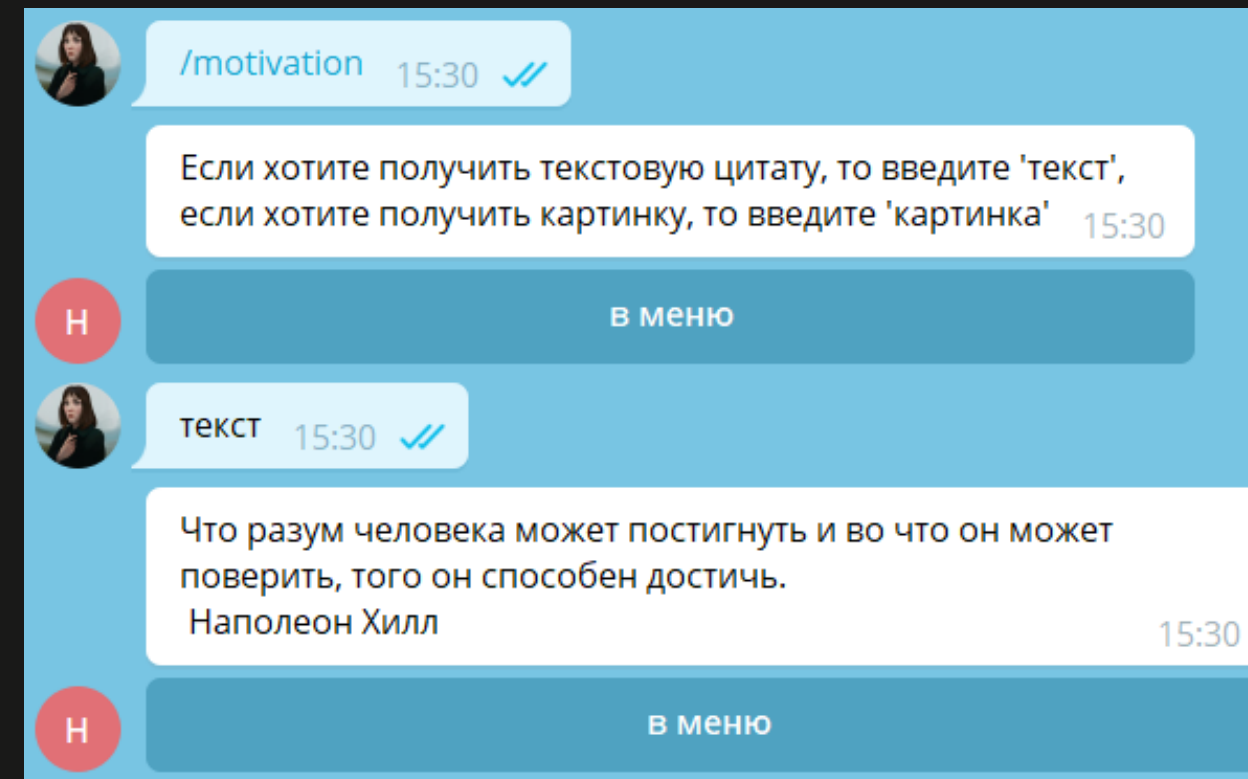 /motivation 15:30
Если хотите получить текстовую цитату, то введите 'текст',
если хотите получить картинку, то введите 'картинка' 15:30
Н
в меню
текст 15:30
Что разум человека может постигнуть и во что он может
поверить, того он способен достичь.
Наполеон Хилл
15:30
Н
в меню